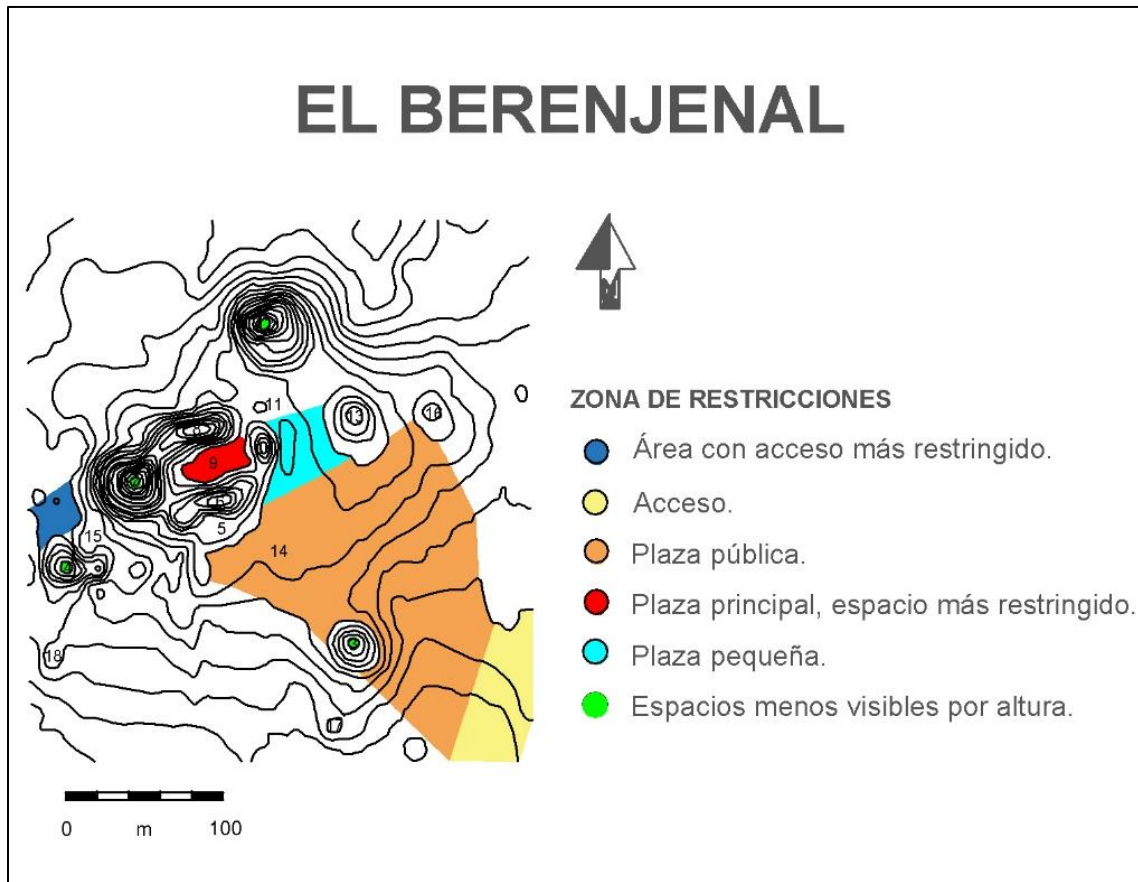 EL BERENJENAL
N
ZONA DE RESTRICCIONES
Área con acceso más restringido.
Acceso.
Plaza pública.
Plaza principal, espacio más restringido.
Plaza pequeña.
Espacios menos visibles por altura.
11
13
16
9
5
14
15
18
0 m 100